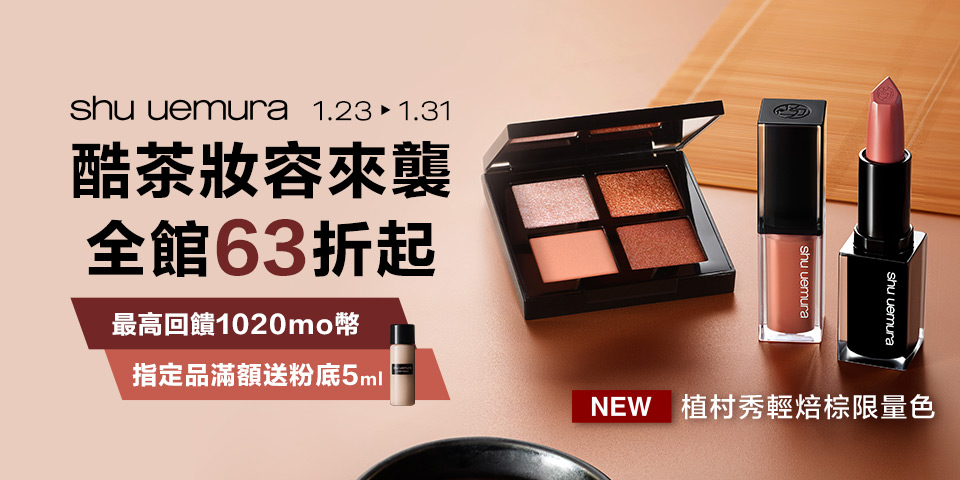 shu uemura 1.23 ▸ 1.31
酷茶妝容來襲
全館63折起
最高回饋1020mo幣
指定品滿額送粉底5ml
shu uemura
shu uemura
NEW 植村秀輕焙棕限量色